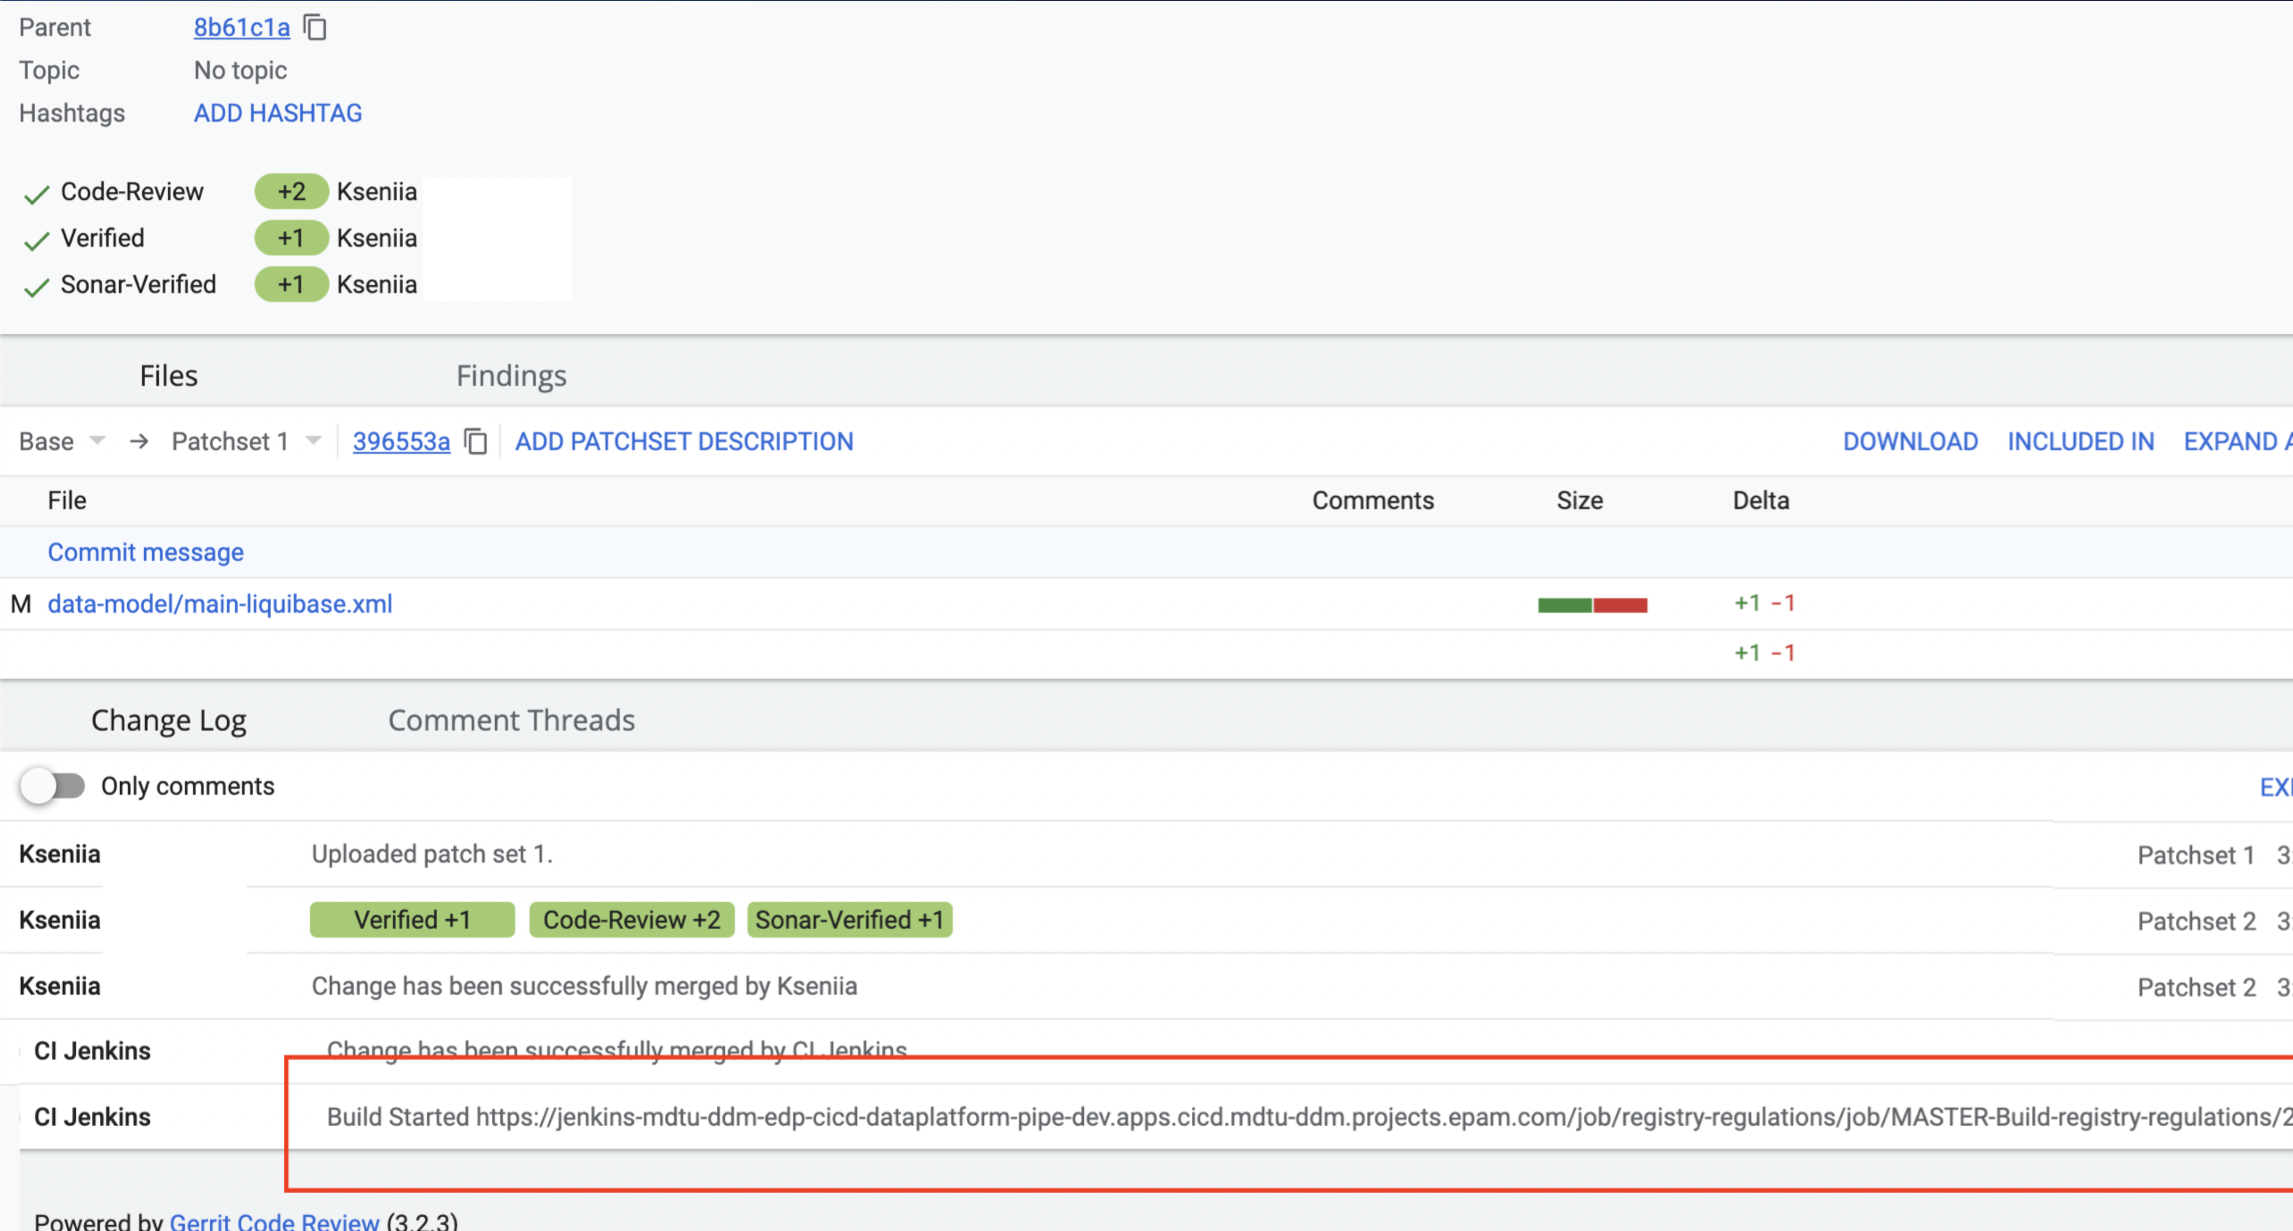 Parent 8b61c1a
Topic No topic
Hashtags ADD HASHTAG
Code-Review +2 Kseniia
Verified +1 Kseniia
Sonar-Verified +1 Kseniia
Files Findings
Base → Patchset 1 396553a ADD PATCHSET DESCRIPTION DOWNLOAD INCLUDED IN EXPAND A
File Comments Size Delta
Commit message
M data-model/main-liquibase.xml +1 -1
+1 -1
Change Log Comment Threads
Only comments EX
Kseniia Uploaded patch set 1. Patchset 1 3:
Kseniia Verified +1 Code-Review +2 Sonar-Verified +1 Patchset 2 3:
Kseniia Change has been successfully merged by Kseniia Patchset 2 3:
CI Jenkins Change has been successfully merged by CI Jenkins
CI Jenkins Build Started https://jenkins-mdtu-ddm-edp-cicd-dataplatform-pipe-dev.apps.cicd.mdtu-ddm.projects.epam.com/job/registry-regulations/job/MASTER-Build-registry-regulations/2
Powered by Gerrit Code Review (3.2.3)